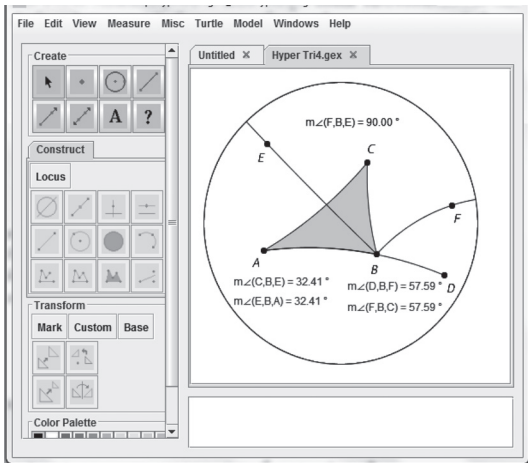 File Edit View Measure Misc Turtle Model Windows Help
Create
A ?
Construct
Locus
Transform
Mark Custom Base
Color Palette
Untitled ✖ Hyper Tri4.gex ✖
m∠(F,B,E) = 90.00 °
C
E
F
A
B
D
m∠(C,B,E) = 32.41 ° m∠(D,B,F) = 57.59 °
m∠(E,B,A) = 32.41 ° m∠(F,B,C) = 57.59 °